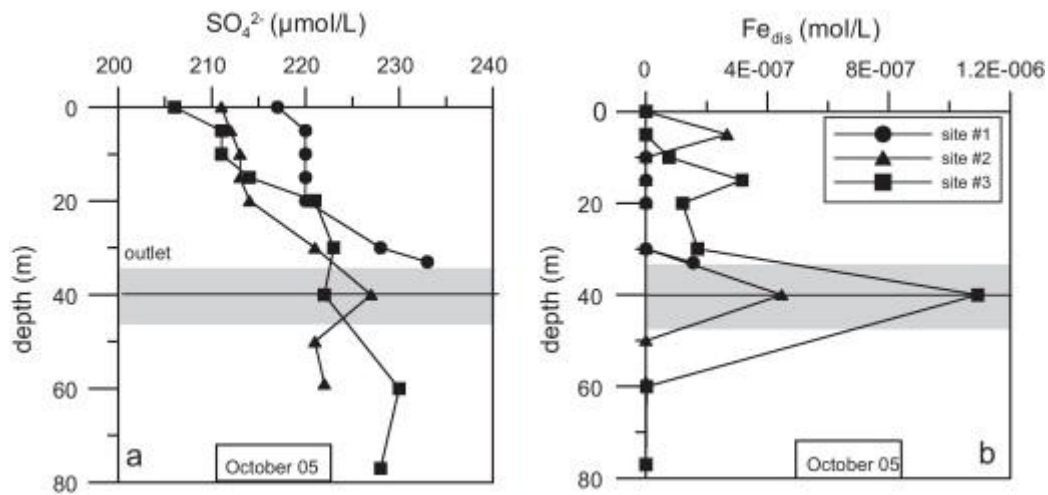 SO₄²⁻ (µmol/L)
200 210 220 230 240
0
20
40
60
80
depth (m)
outlet
a
October 05
Fe_dis (mol/L)
0 4E-007 8E-007 1.2E-006
0
20
40
60
80
depth (m)
site #1
site #2
site #3
October 05
b